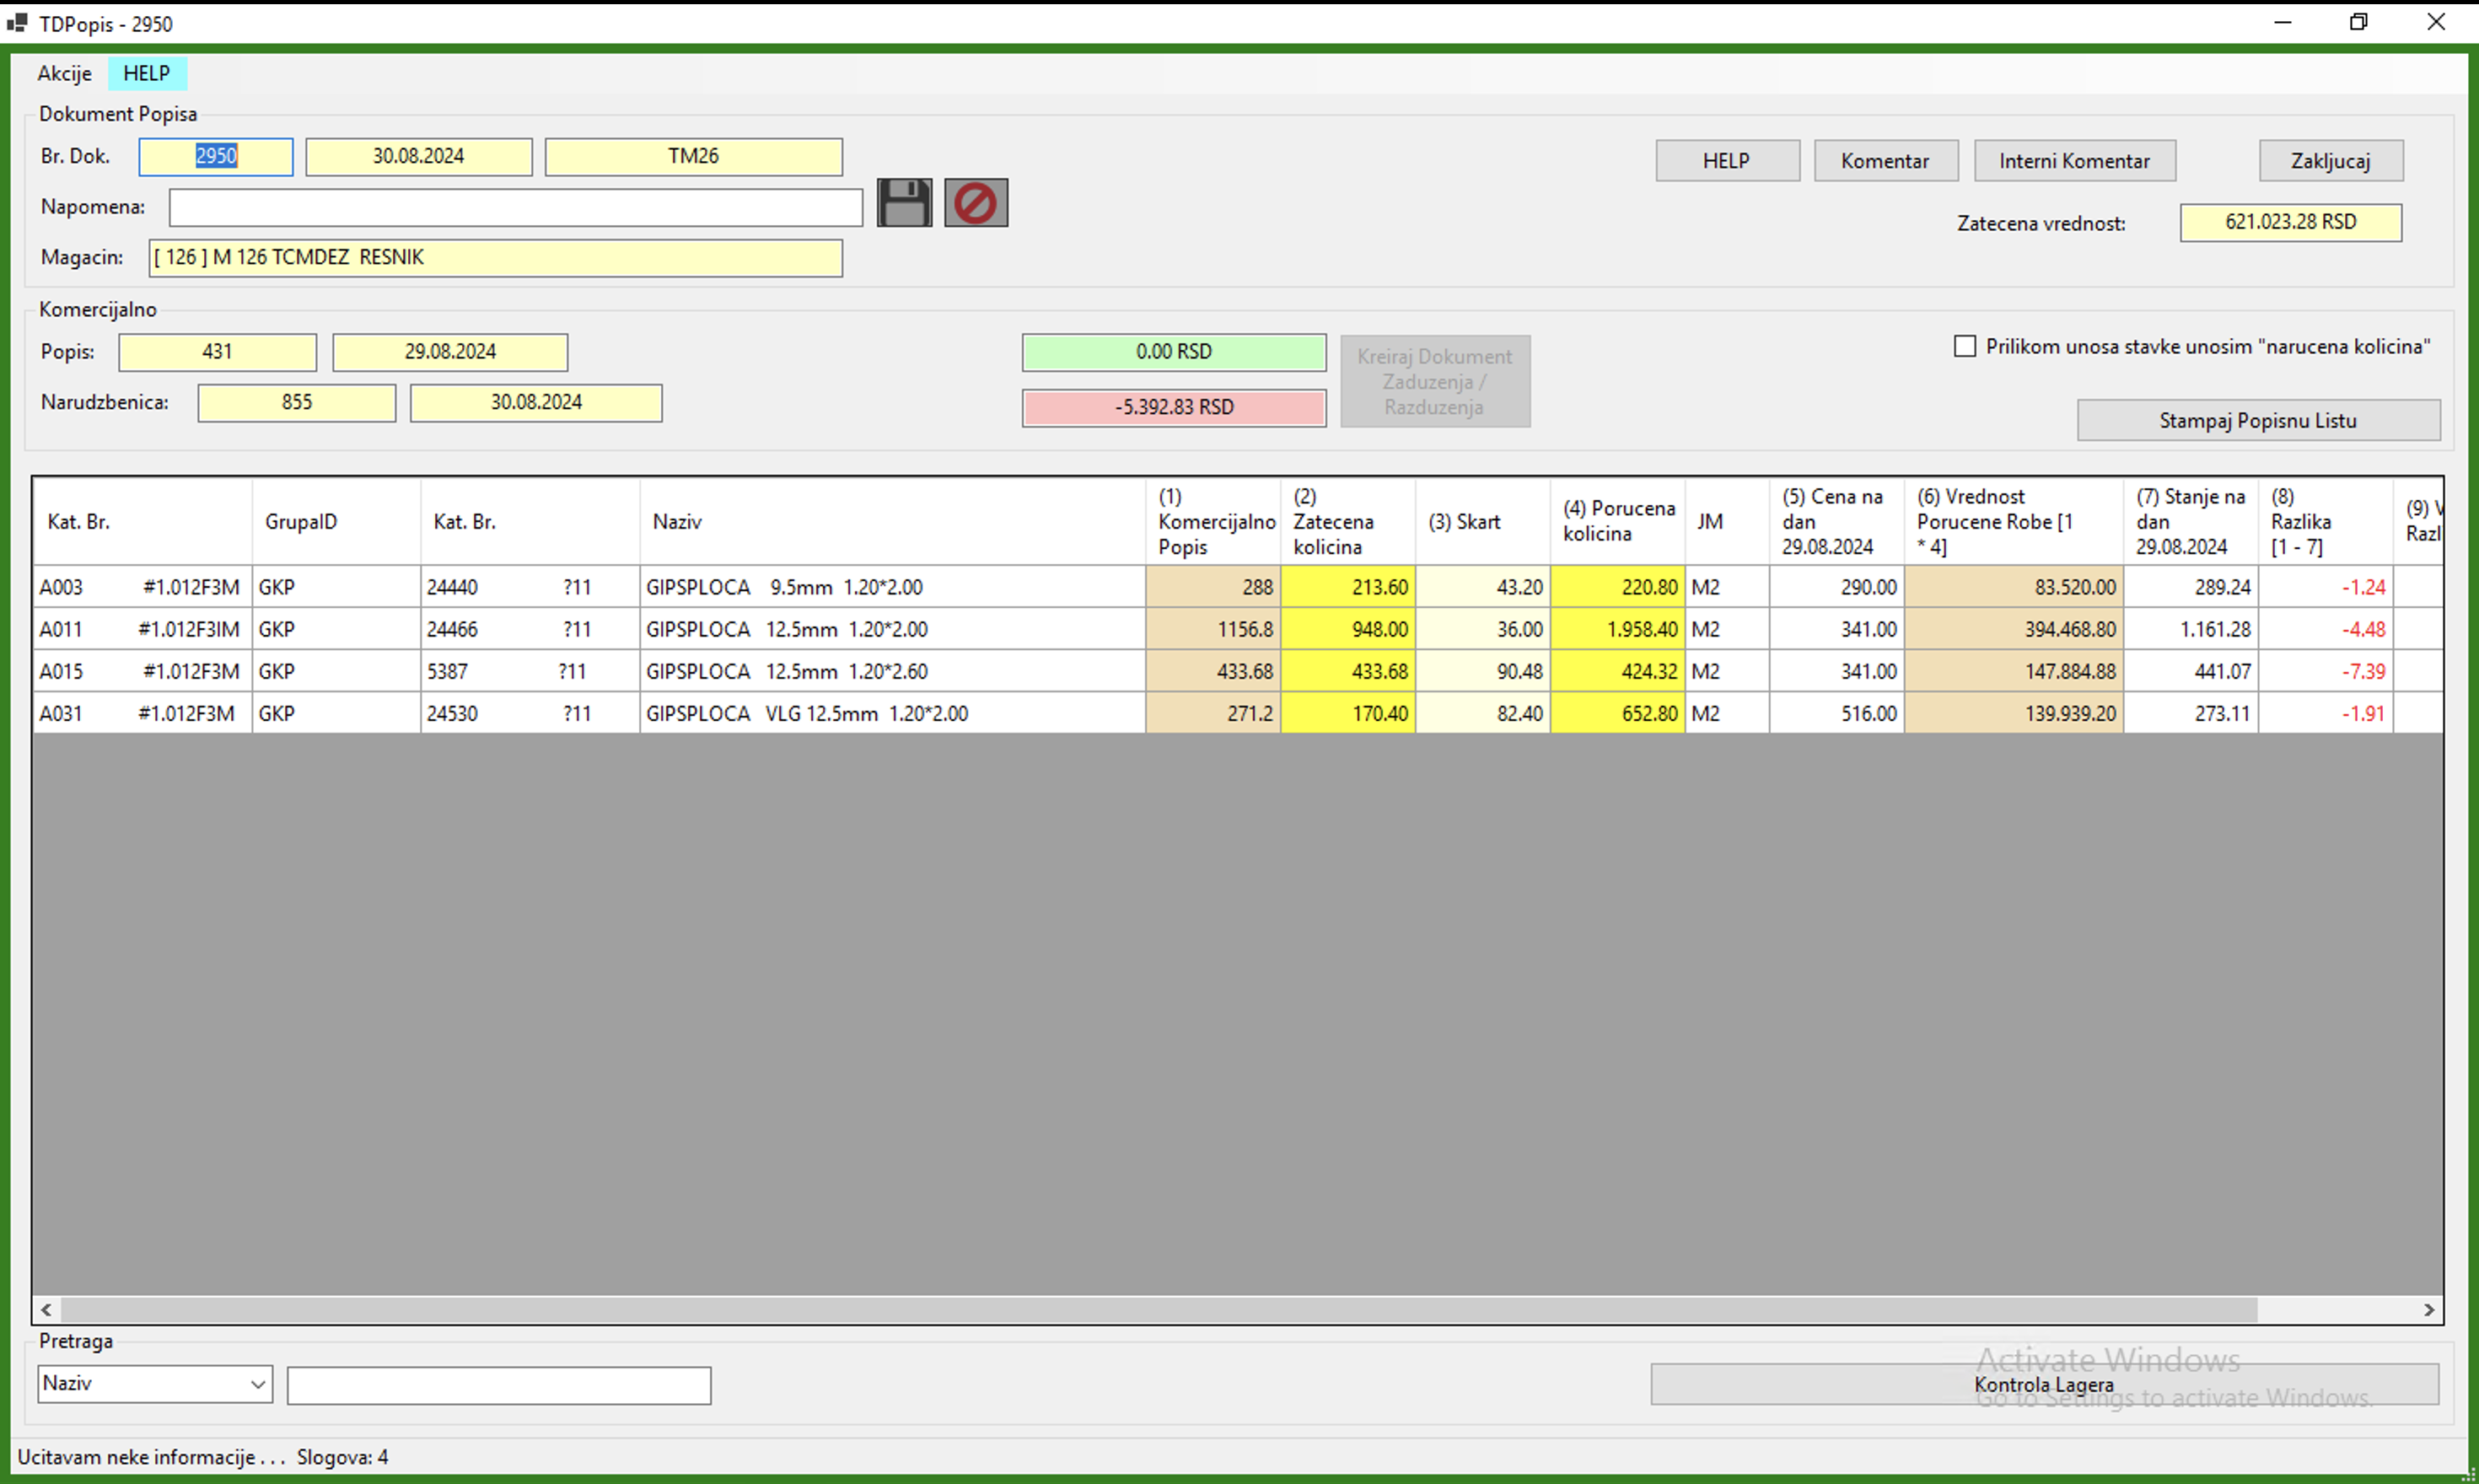 TDPopis - 2950
Akcije HELP
Dokument Popisa
Br. Dok. 2950 30.08.2024 TM26 HELP Komentar Interni Komentar Zakljucaj
Napomena: Zatecena vrednost: 621.023.28 RSD
Magacin: [ 126 ] M 126 TCMDEZ RESNIK
Komercijalno
Popis: 431 29.08.2024 0.00 RSD Kreiraj Dokument Zaduzenja / Razduzenja Prilikom unosa stavke unosim "narucena kolicina"
Narudzbenica: 855 30.08.2024 -5.392.83 RSD Stampaj Popisnu Listu
Kat. Br. GrupaID Kat. Br. Naziv (1) Komercijalno Popis (2) Zatecena kolicina (3) Skart (4) Porucena kolicina JM (5) Cena na dan 29.08.2024 (6) Vrednost Porucene Robe [1 * 4] (7) Stanje na dan 29.08.2024 (8) Razlika [1 - 7] (9) V Razl
A003 #1.012F3M GKP 24440 ?11 GIPSPLOCA 9.5mm 1.20*2.00 288 213.60 43.20 220.80 M2 290.00 83.520.00 289.24 -1.24
A011 #1.012F3IM GKP 24466 ?11 GIPSPLOCA 12.5mm 1.20*2.00 1156.8 948.00 36.00 1.958.40 M2 341.00 394.468.80 1.161.28 -4.48
A015 #1.012F3M GKP 5387 ?11 GIPSPLOCA 12.5mm 1.20*2.60 433.68 433.68 90.48 424.32 M2 341.00 147.884.88 441.07 -7.39
A031 #1.012F3M GKP 24530 ?11 GIPSPLOCA VLG 12.5mm 1.20*2.00 271.2 170.40 82.40 652.80 M2 516.00 139.939.20 273.11 -1.91
Pretraga
Naziv
Activate Windows
Kontrola Lagera
Go to Settings to activate Windows.
Ucitavam neke informacije . . . Slogova: 4